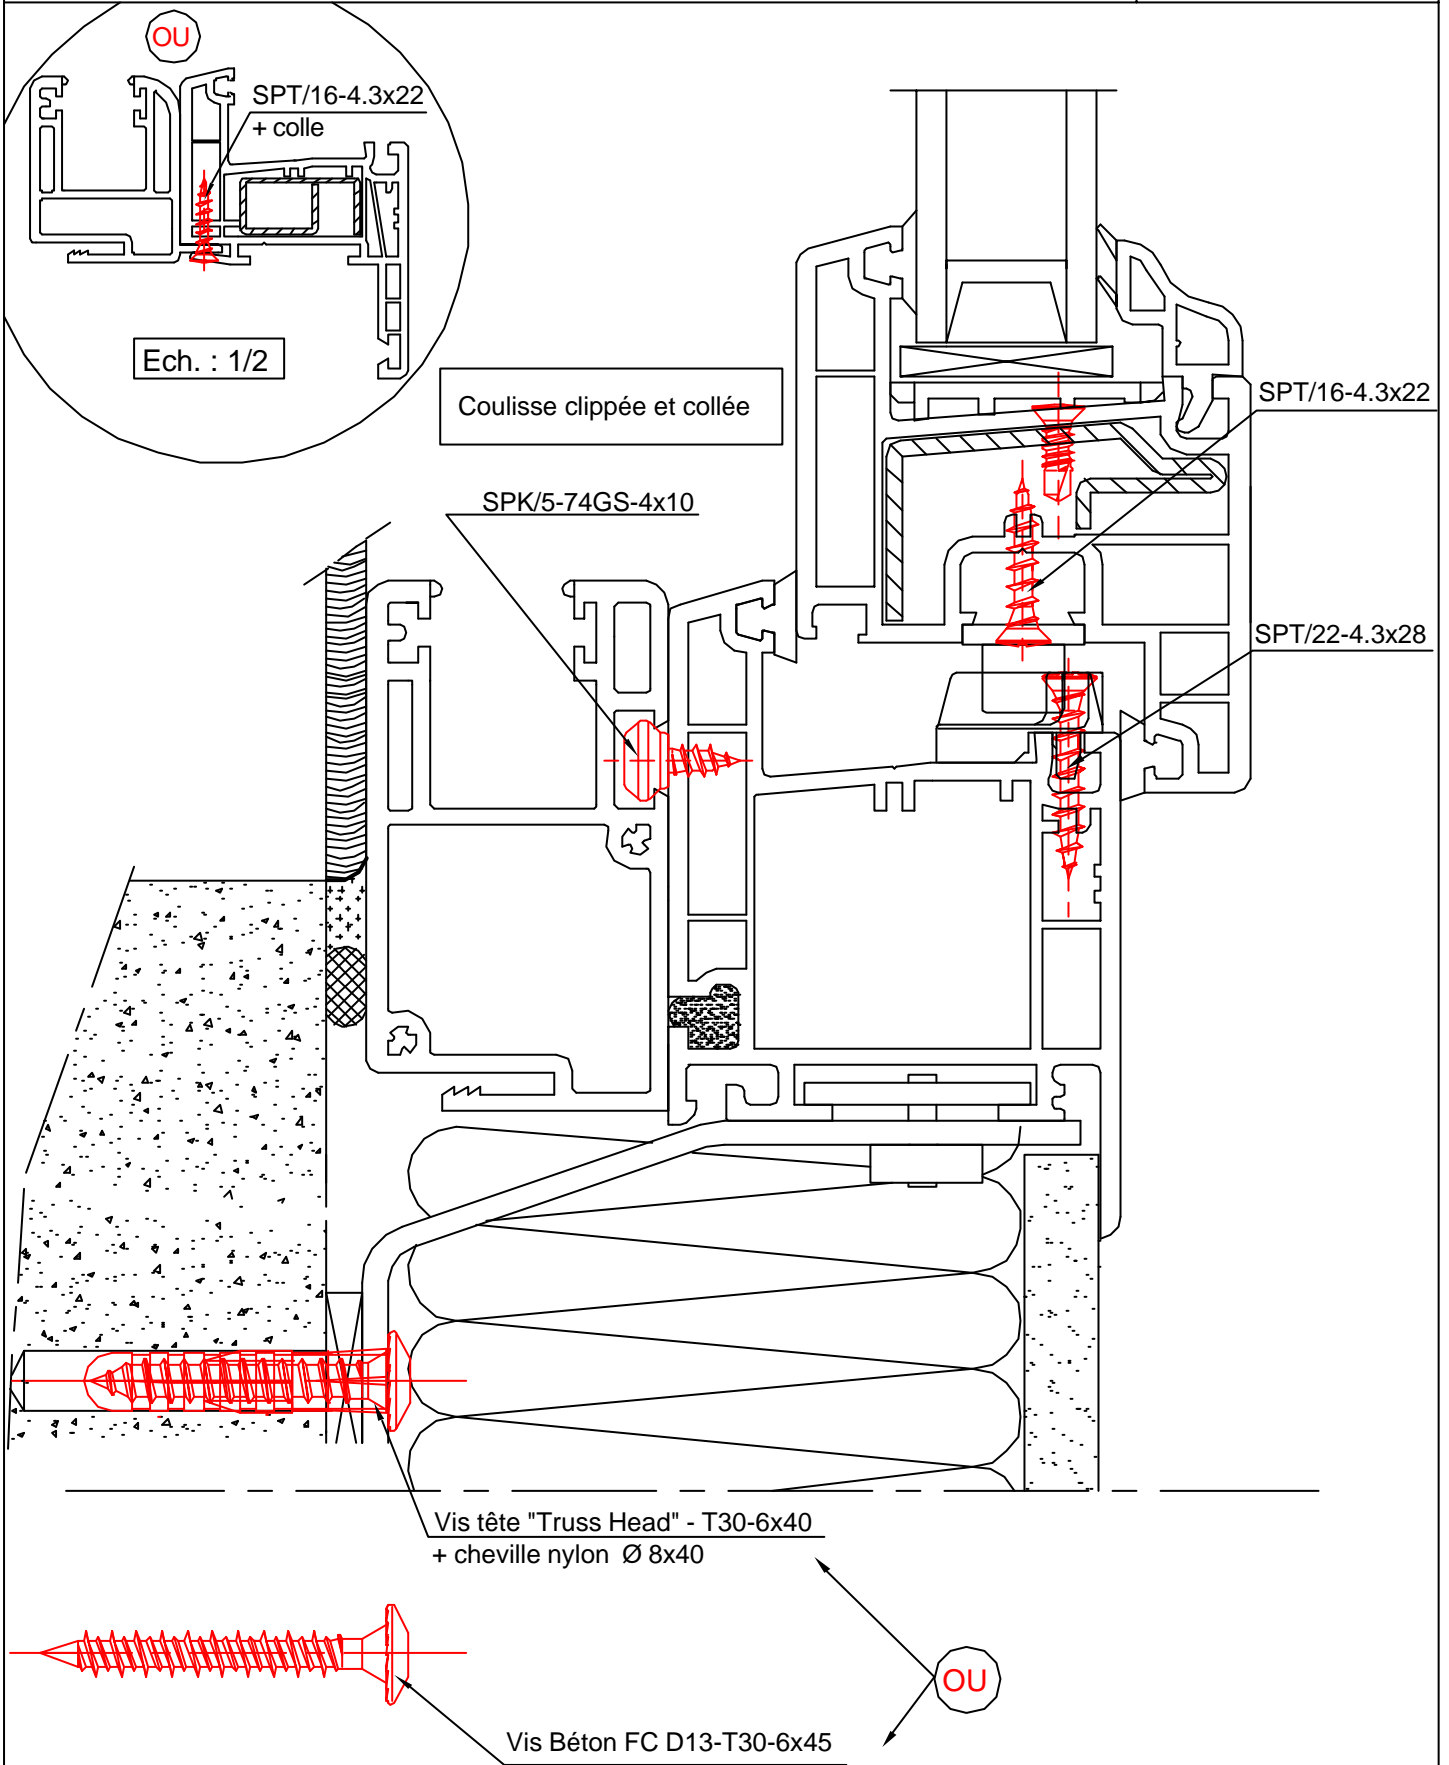 OU
SPT/16-4.3x22
+ colle
Ech. : 1/2
Coulisse clippée et collée
SPT/16-4.3x22
SPK/5-74GS-4x10
SPT/22-4.3x28
Vis tête "Truss Head" - T30-6x40
+ cheville nylon Ø 8x40
OU
Vis Béton FC D13-T30-6x45